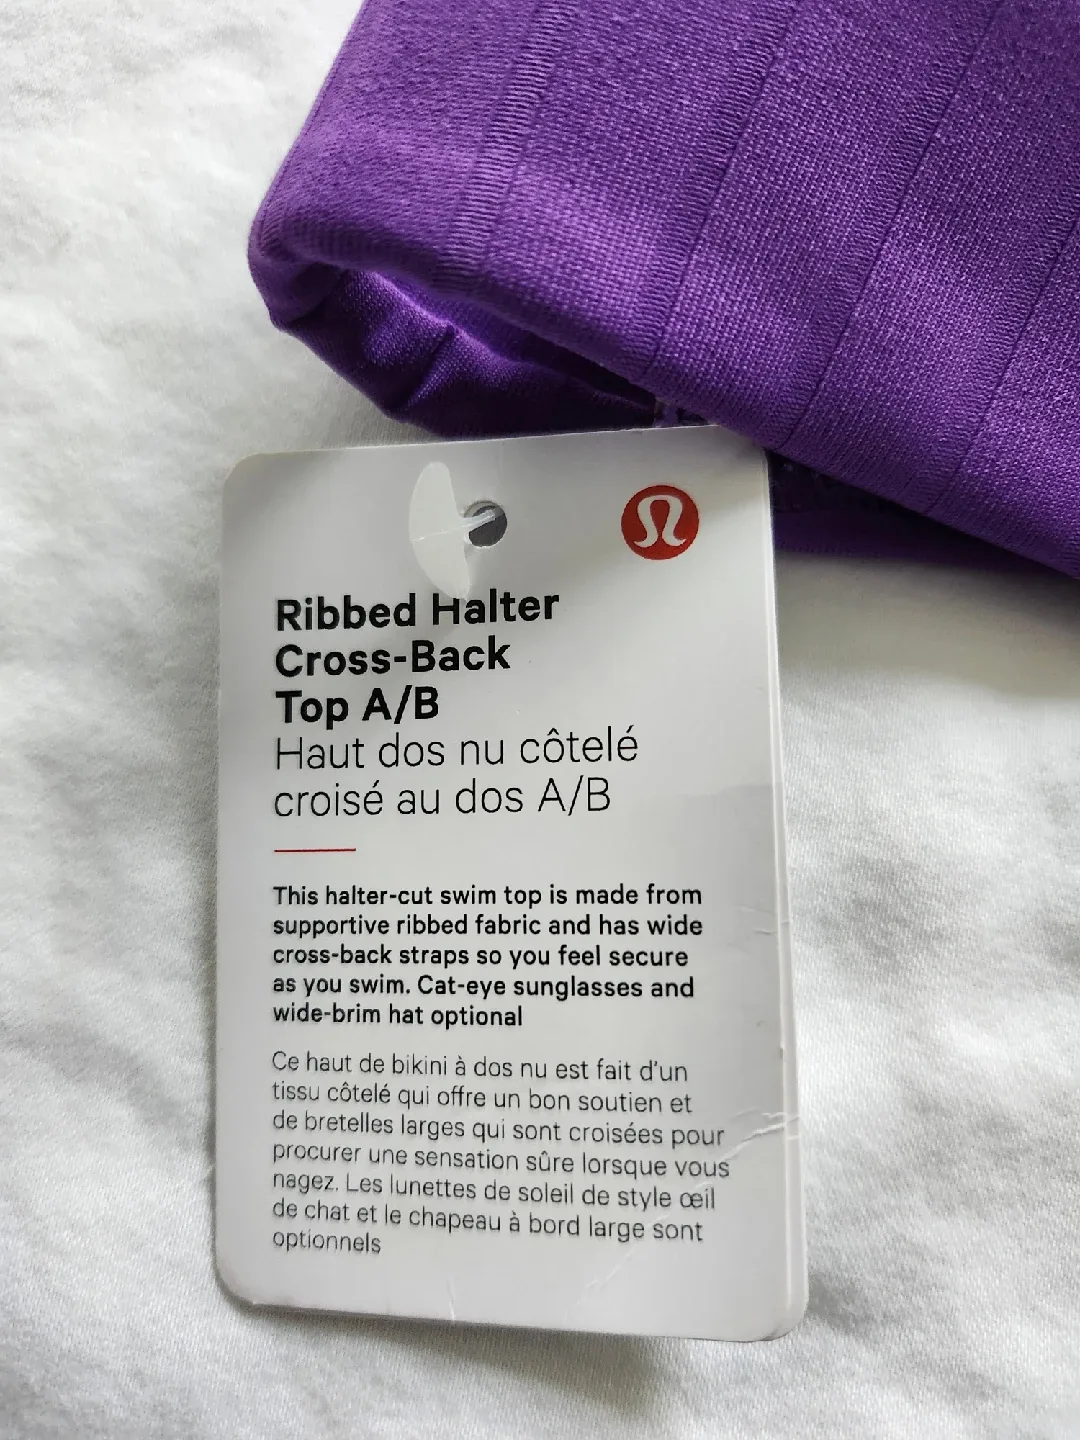 Ribbed Halter
Cross-Back
Top A/B
Haut dos nu côtelé
croisé au dos A/B
This halter-cut swim top is made from
supportive ribbed fabric and has wide
cross-back straps so you feel secure
as you swim. Cat-eye sunglasses and
wide-brim hat optional
Ce haut de bikini à dos nu est fait d'un
tissu côtelé qui offre un bon soutien et
de bretelles larges qui sont croisées pour
procurer une sensation sûre lorsque vous
nagez. Les lunettes de soleil de style œil
de chat et le chapeau à bord large sont
optionnels